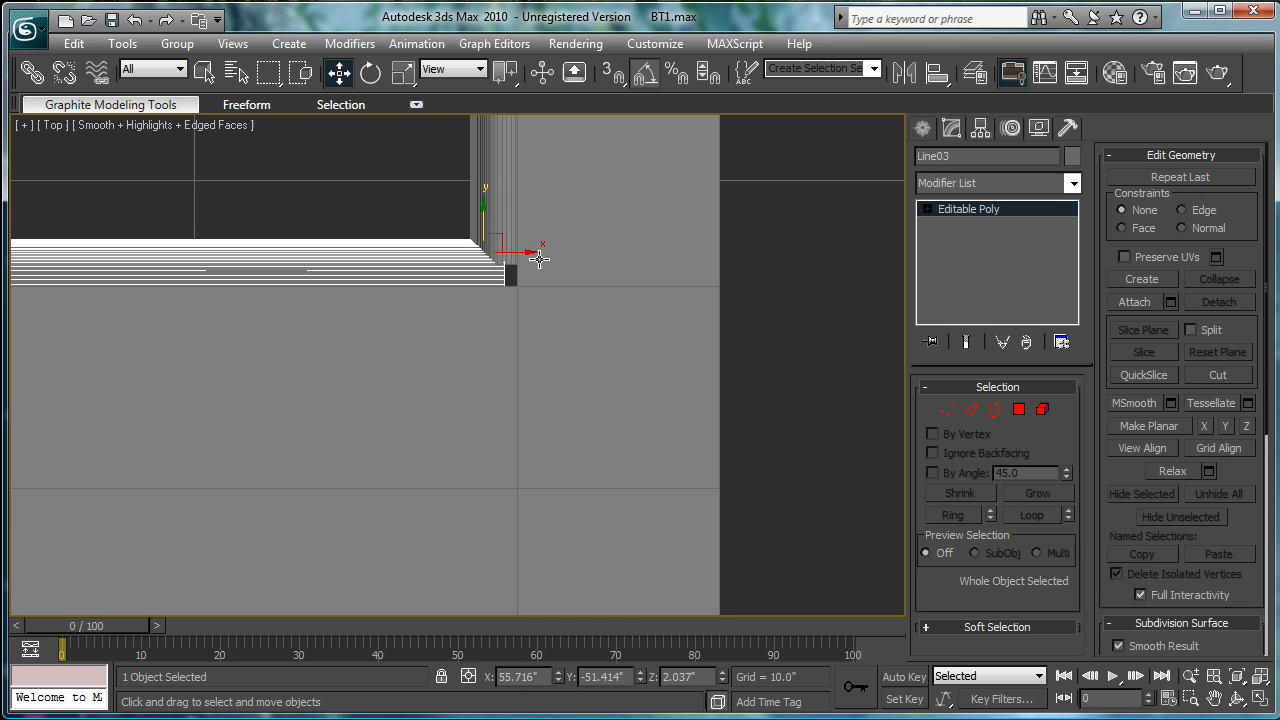 Autodesk 3ds Max 2010 - Unregistered Version BT1.max
Type a keyword or phrase
Edit Tools Group Views Create Modifiers Animation Graph Editors Rendering Customize MAXScript Help
All View 3 ABC Create Selection Se
Graphite Modeling Tools Freeform Selection
[ + ] [ Top ] [ Smooth + Highlights + Edged Faces ]
y
x
Line03
Modifier List
Editable Poly
- Selection
By Vertex
Ignore Backfacing
By Angle: 45.0
Shrink Grow
Ring Loop
Preview Selection
Off SubObj Multi
Whole Object Selected
+ Soft Selection
- Edit Geometry
Repeat Last
Constraints
None Edge
Face Normal
Preserve UVs
Create Collapse
Attach Detach
Slice Plane Split
Slice Reset Plane
QuickSlice Cut
MSmooth Tessellate
Make Planar X Y Z
View Align Grid Align
Relax
Hide Selected Unhide All
Hide Unselected
Named Selections:
Copy Paste
Delete Isolated Vertices
Full Interactivity
- Subdivision Surface
Smooth Result
< 0 / 100 >
0 10 20 30 40 50 60 70 80 90 100
1 Object Selected X: 55.716" Y: -51.414" Z: 2.037" Grid = 10.0" Auto Key Selected
Welcome to M Click and drag to select and move objects Add Time Tag Set Key Key Filters... 0